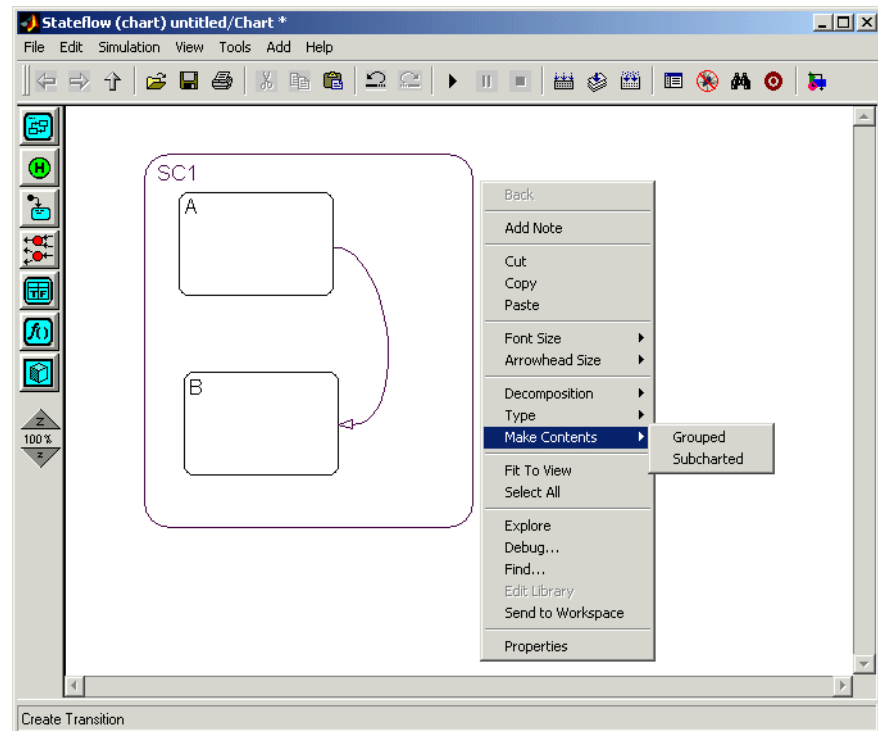 Stateflow (chart) untitled/Chart *
File Edit Simulation View Tools Add Help
SC1
A
B
H
TF
f()
Z
100%
z
Back
Add Note
Cut
Copy
Paste
Font Size
Arrowhead Size
Decomposition
Type
Make Contents
Grouped
Subcharted
Fit To View
Select All
Explore
Debug...
Find...
Edit Library
Send to Workspace
Properties
Create Transition